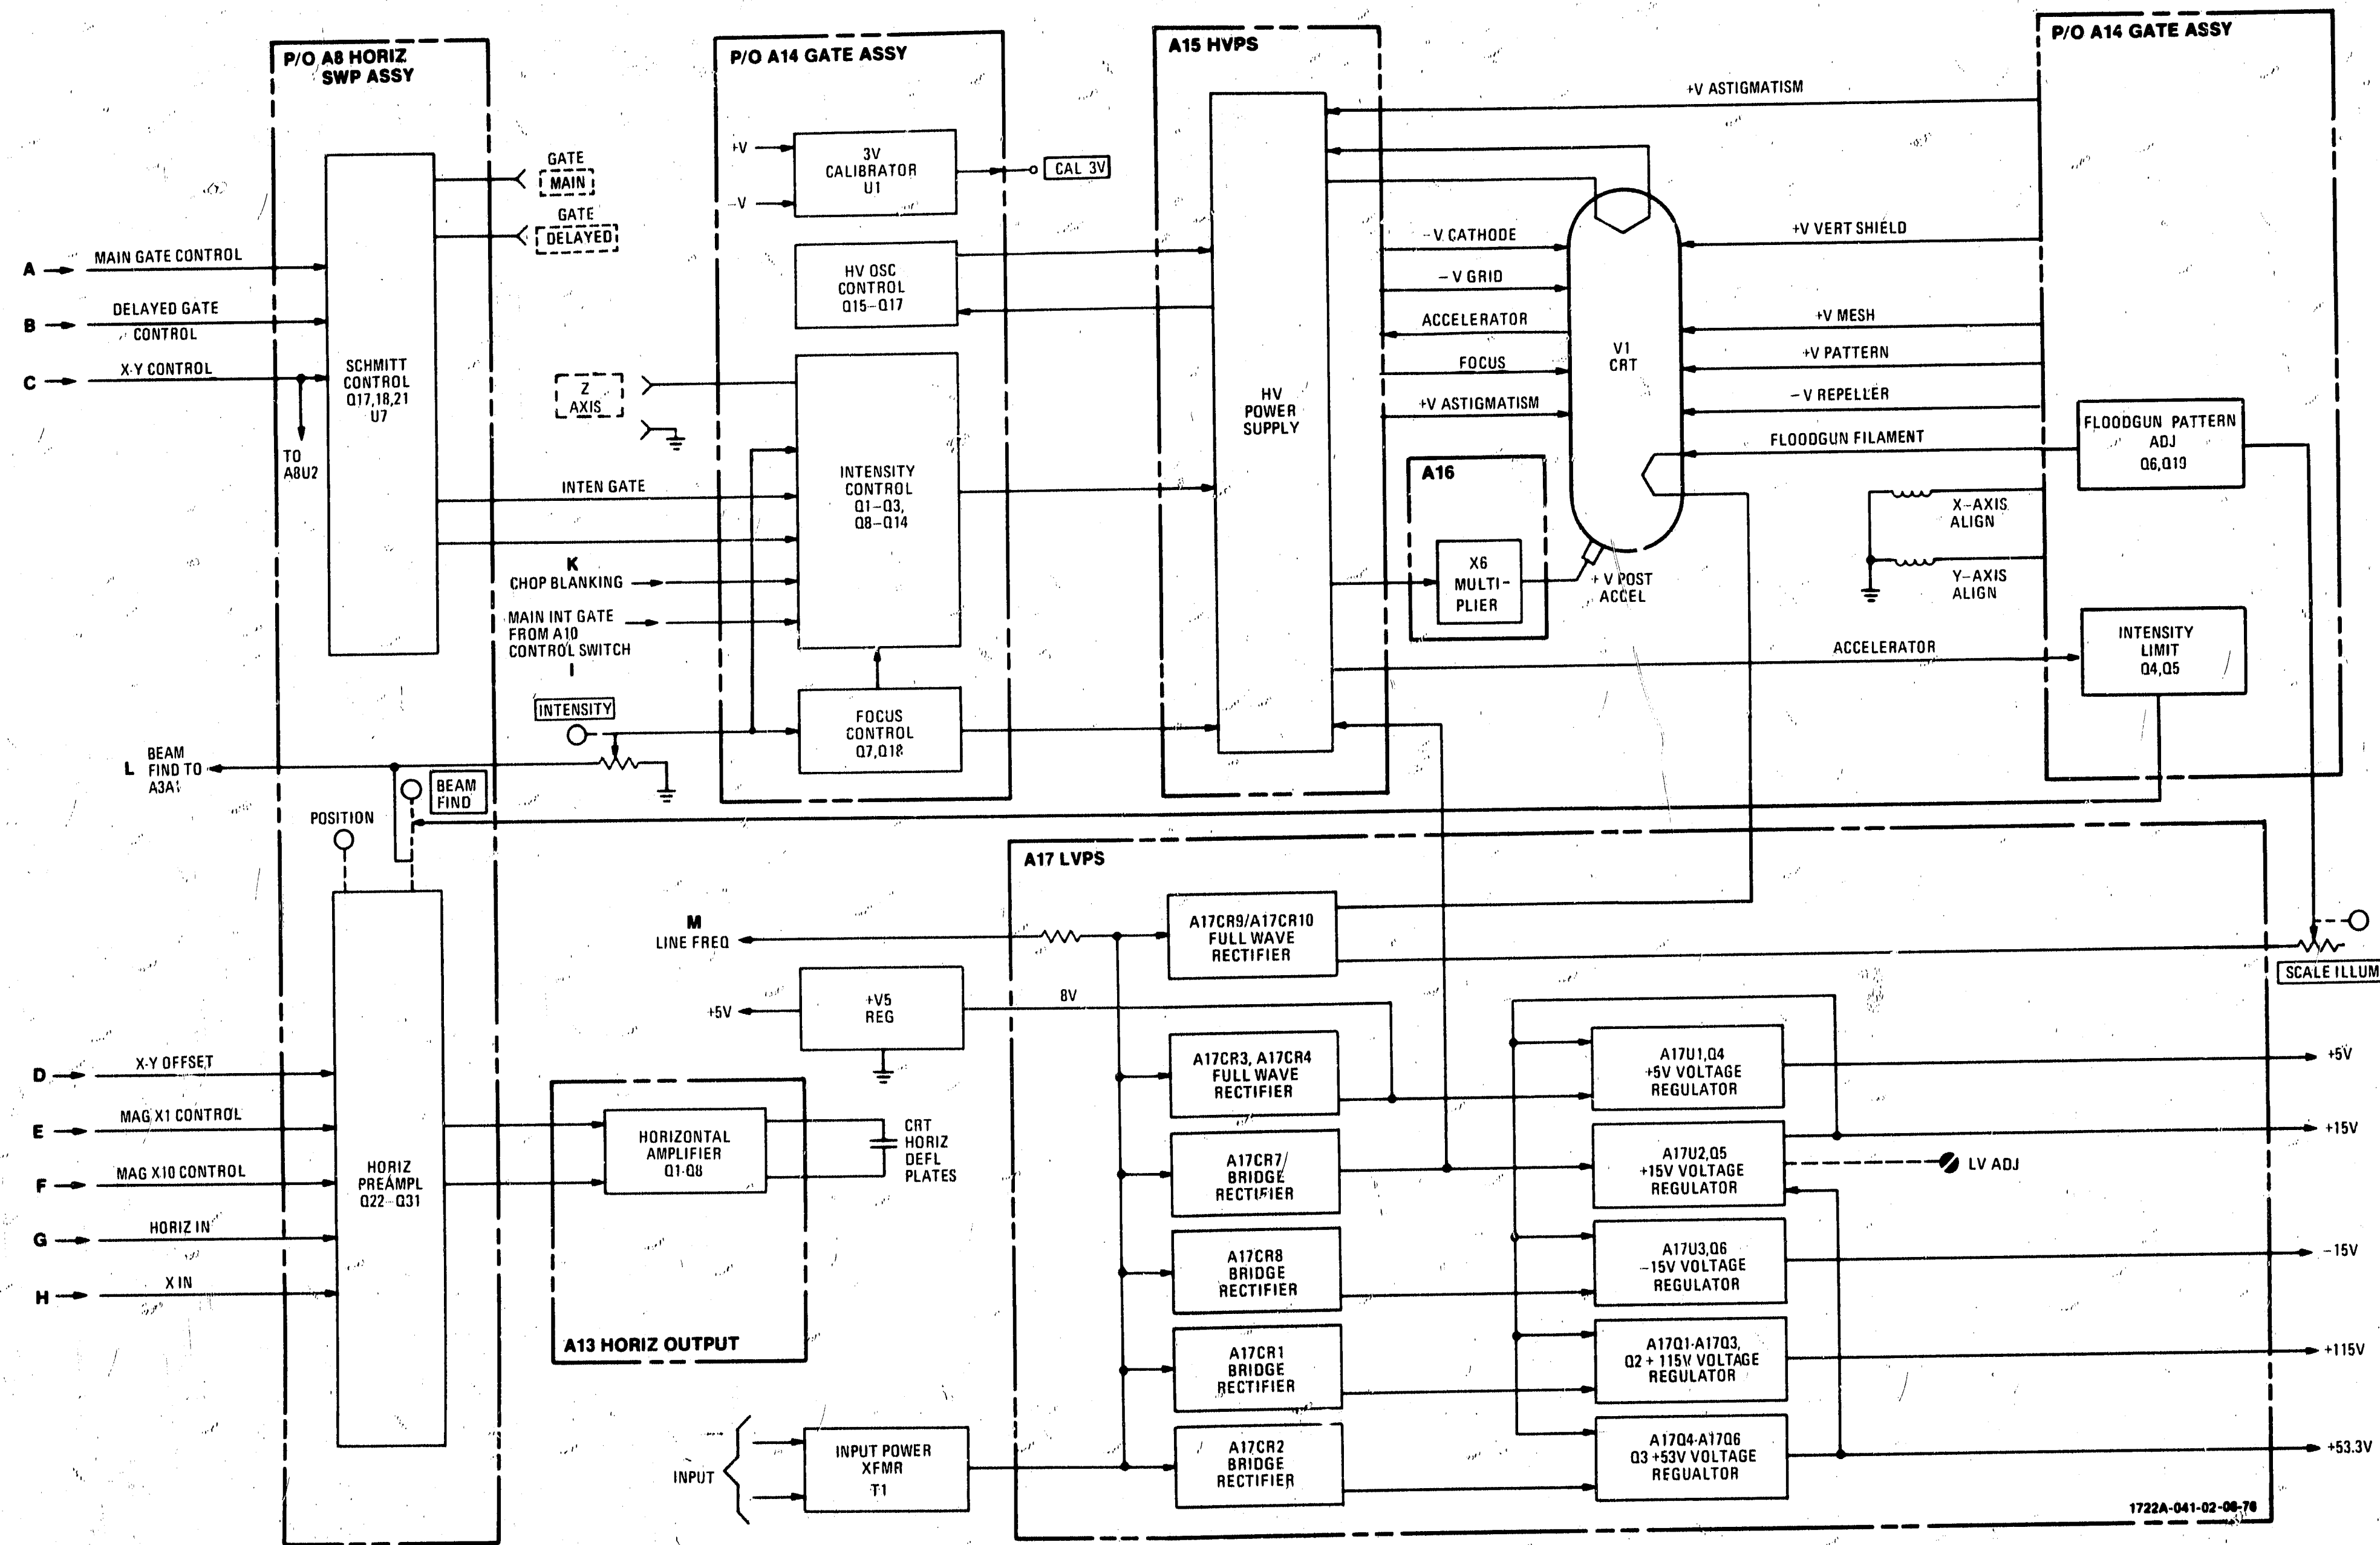 P/O A8 HORIZ
SWP ASSY
SCHMITT
CONTROL
Q17,18,21
U7
GATE
MAIN
GATE
DELAYED
A
MAIN GATE CONTROL
B
DELAYED GATE
CONTROL
C
X-Y CONTROL
TO
A8U2
INTEN GATE
K
CHOP BLANKING
MAIN INT GATE
FROM A10
CONTROL SWITCH
I
INTENSITY
L
BEAM
FIND TO
A3A1
BEAM
FIND
POSITION
D
X-Y OFFSET
E
MAG X1 CONTROL
F
MAG X10 CONTROL
G
HORIZ IN
H
X IN
HORIZ
PREAMPL
Q22-Q31
P/O A14 GATE ASSY
+V
-V
3V
CALIBRATOR
U1
CAL 3V
HV OSC
CONTROL
Q15-Q17
Z
AXIS
INTENSITY
CONTROL
Q1-Q3,
Q8-Q14
FOCUS
CONTROL
Q7,Q18
A15 HVPS
HV
POWER
SUPPLY
+V ASTIGMATISM
-V CATHODE
-V GRID
ACCELERATOR
FOCUS
+V ASTIGMATISM
V1
CRT
+V VERT SHIELD
+V MESH
+V PATTERN
-V REPELLER
FLOODGUN FILAMENT
A16
X6
MULTI-
PLIER
+ V POST
ACCEL
X-AXIS
ALIGN
Y-AXIS
ALIGN
ACCELERATOR
P/O A14 GATE ASSY
FLOODGUN PATTERN
ADJ
Q6,Q19
INTENSITY
LIMIT
Q4,Q5
SCALE ILLUM
M
LINE FREQ
+5V
+V5
REG
8V
A13 HORIZ OUTPUT
HORIZONTAL
AMPLIFIER
Q1-Q8
CRT
HORIZ
DEFL
PLATES
INPUT
INPUT POWER
XFMR
T1
A17 LVPS
A17CR9/A17CR10
FULL WAVE
RECTIFIER
A17CR3, A17CR4
FULL WAVE
RECTIFIER
A17CR7
BRIDGE
RECTIFIER
A17CR8
BRIDGE
RECTIFIER
A17CR1
BRIDGE
RECTIFIER
A17CR2
BRIDGE
RECTIFIER
A17U1,Q4
+5V VOLTAGE
REGULATOR
+5V
A17U2,Q5
+15V VOLTAGE
REGULATOR
+15V
LV ADJ
A17U3,Q6
-15V VOLTAGE
REGULATOR
-15V
A17Q1-A17Q3,
Q2 + 115V VOLTAGE
REGULATOR
+115V
A17Q4-A17Q6
Q3 +53V VOLTAGE
REGUALTOR
+53.3V
1722A-041-02-06-76